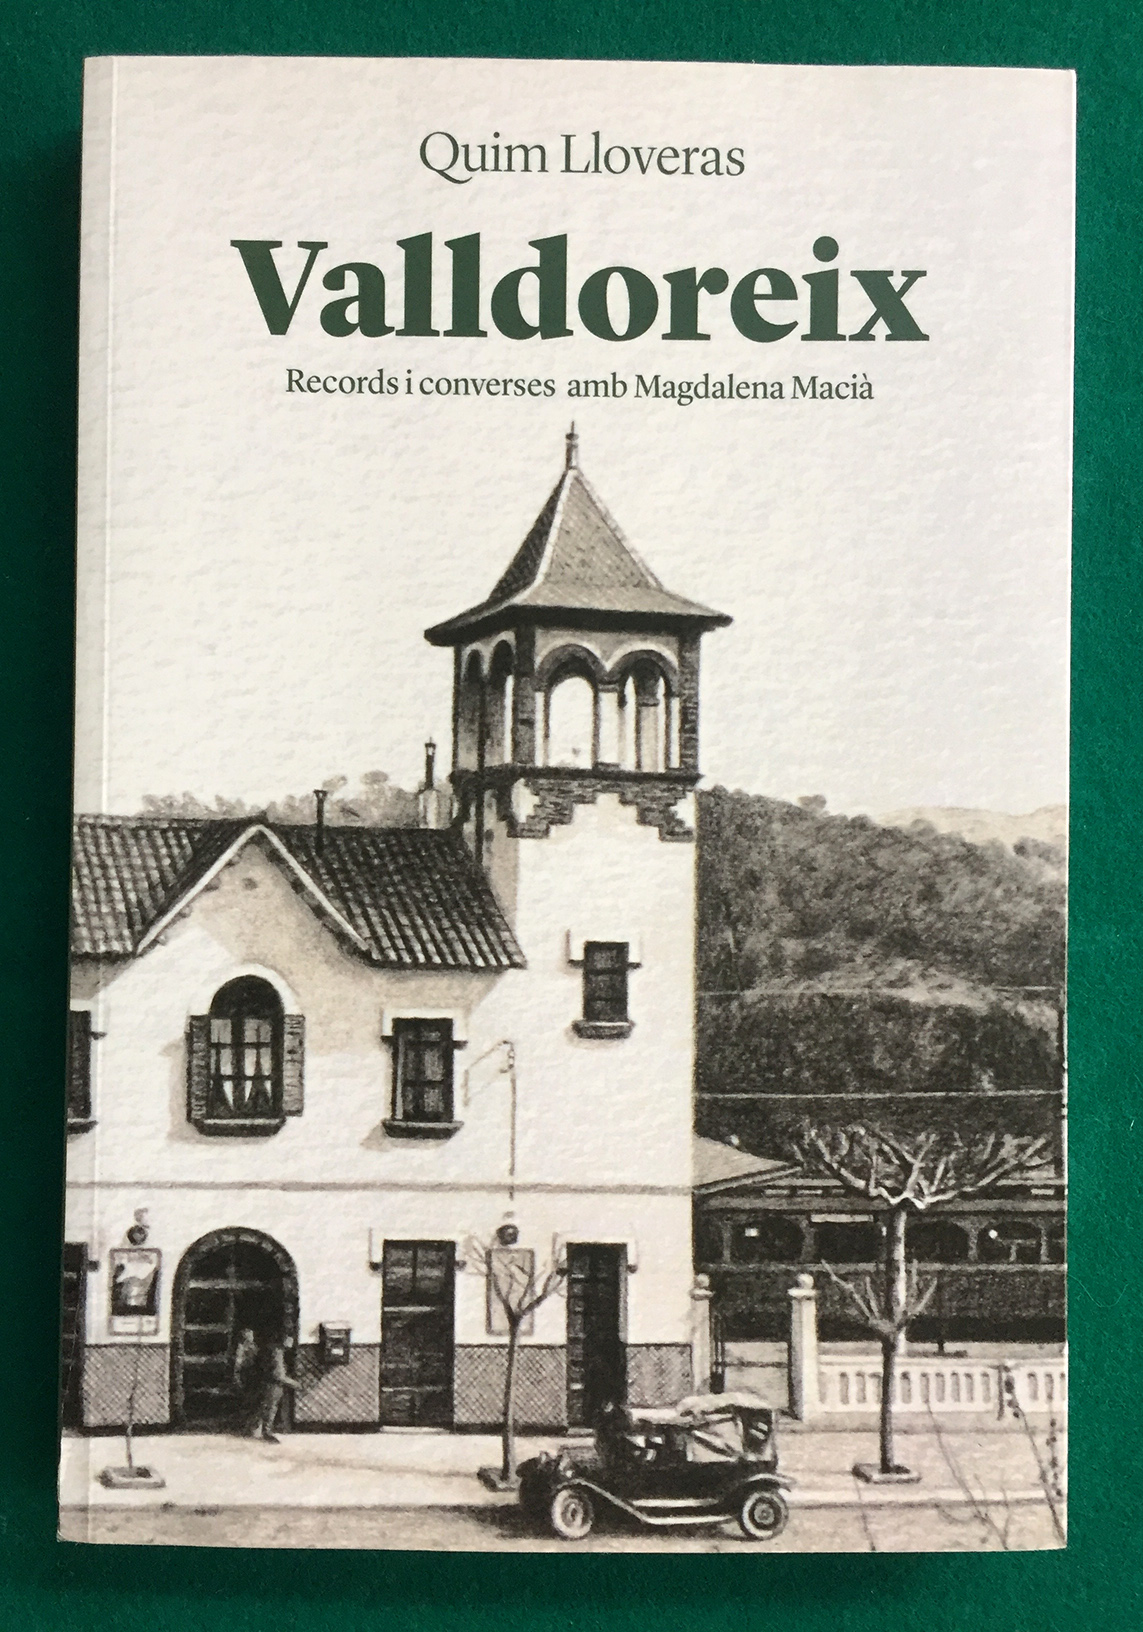 Quim Lloveras
Valldoreix
Records i converses amb Magdalena Macià